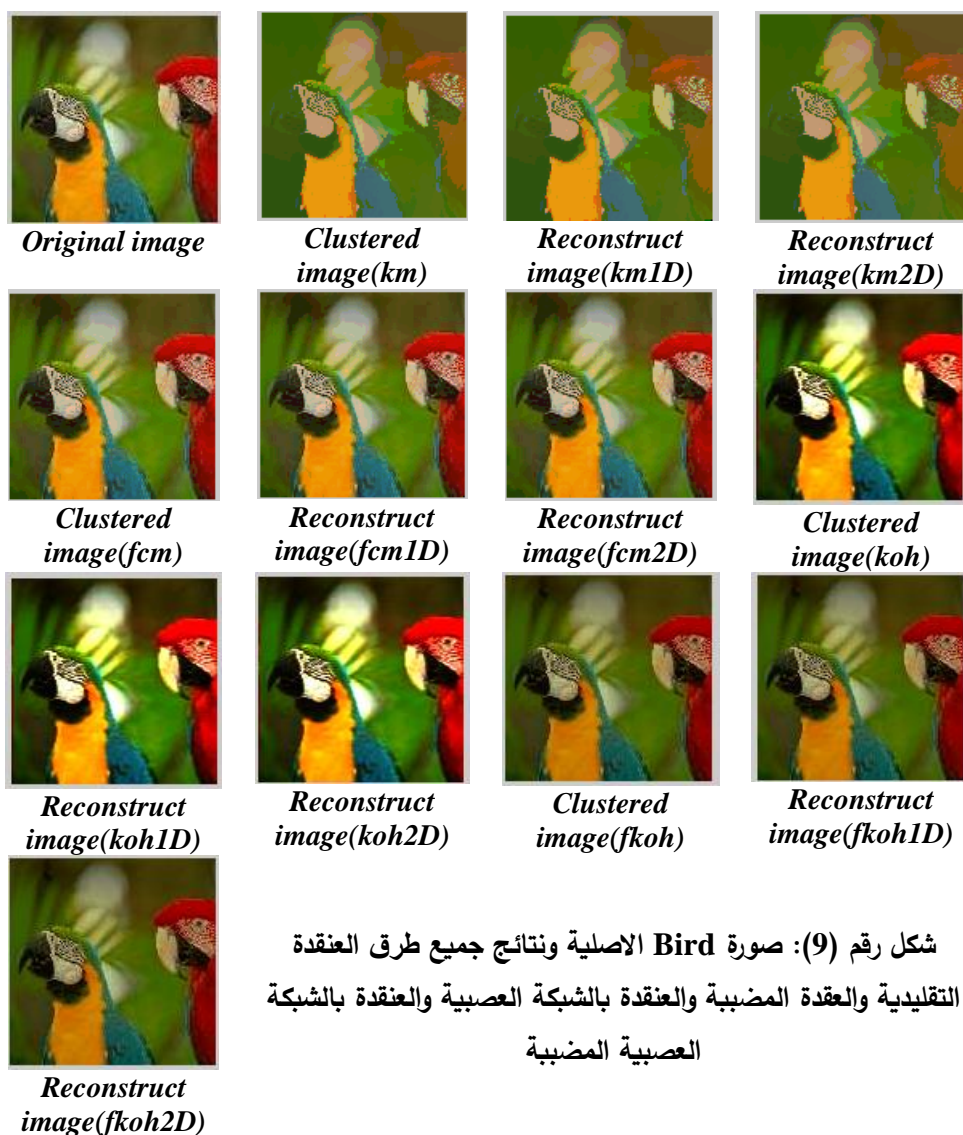 Original image
Clustered
image(km)
Reconstruct
image(km1D)
Reconstruct
image(km2D)
Clustered
image(fcm)
Reconstruct
image(fcm1D)
Reconstruct
image(fcm2D)
Clustered
image(koh)
Reconstruct
image(koh1D)
Reconstruct
image(koh2D)
Clustered
image(fkoh)
Reconstruct
image(fkoh1D)
Reconstruct
image(fkoh2D)
شكل رقم (9): صورة Bird الاصلية ونتائج جميع طرق العنقدة
التقليدية والعقدة المضببة والعنقدة بالشبكة العصبية والعنقدة بالشبكة
العصبية المضببة